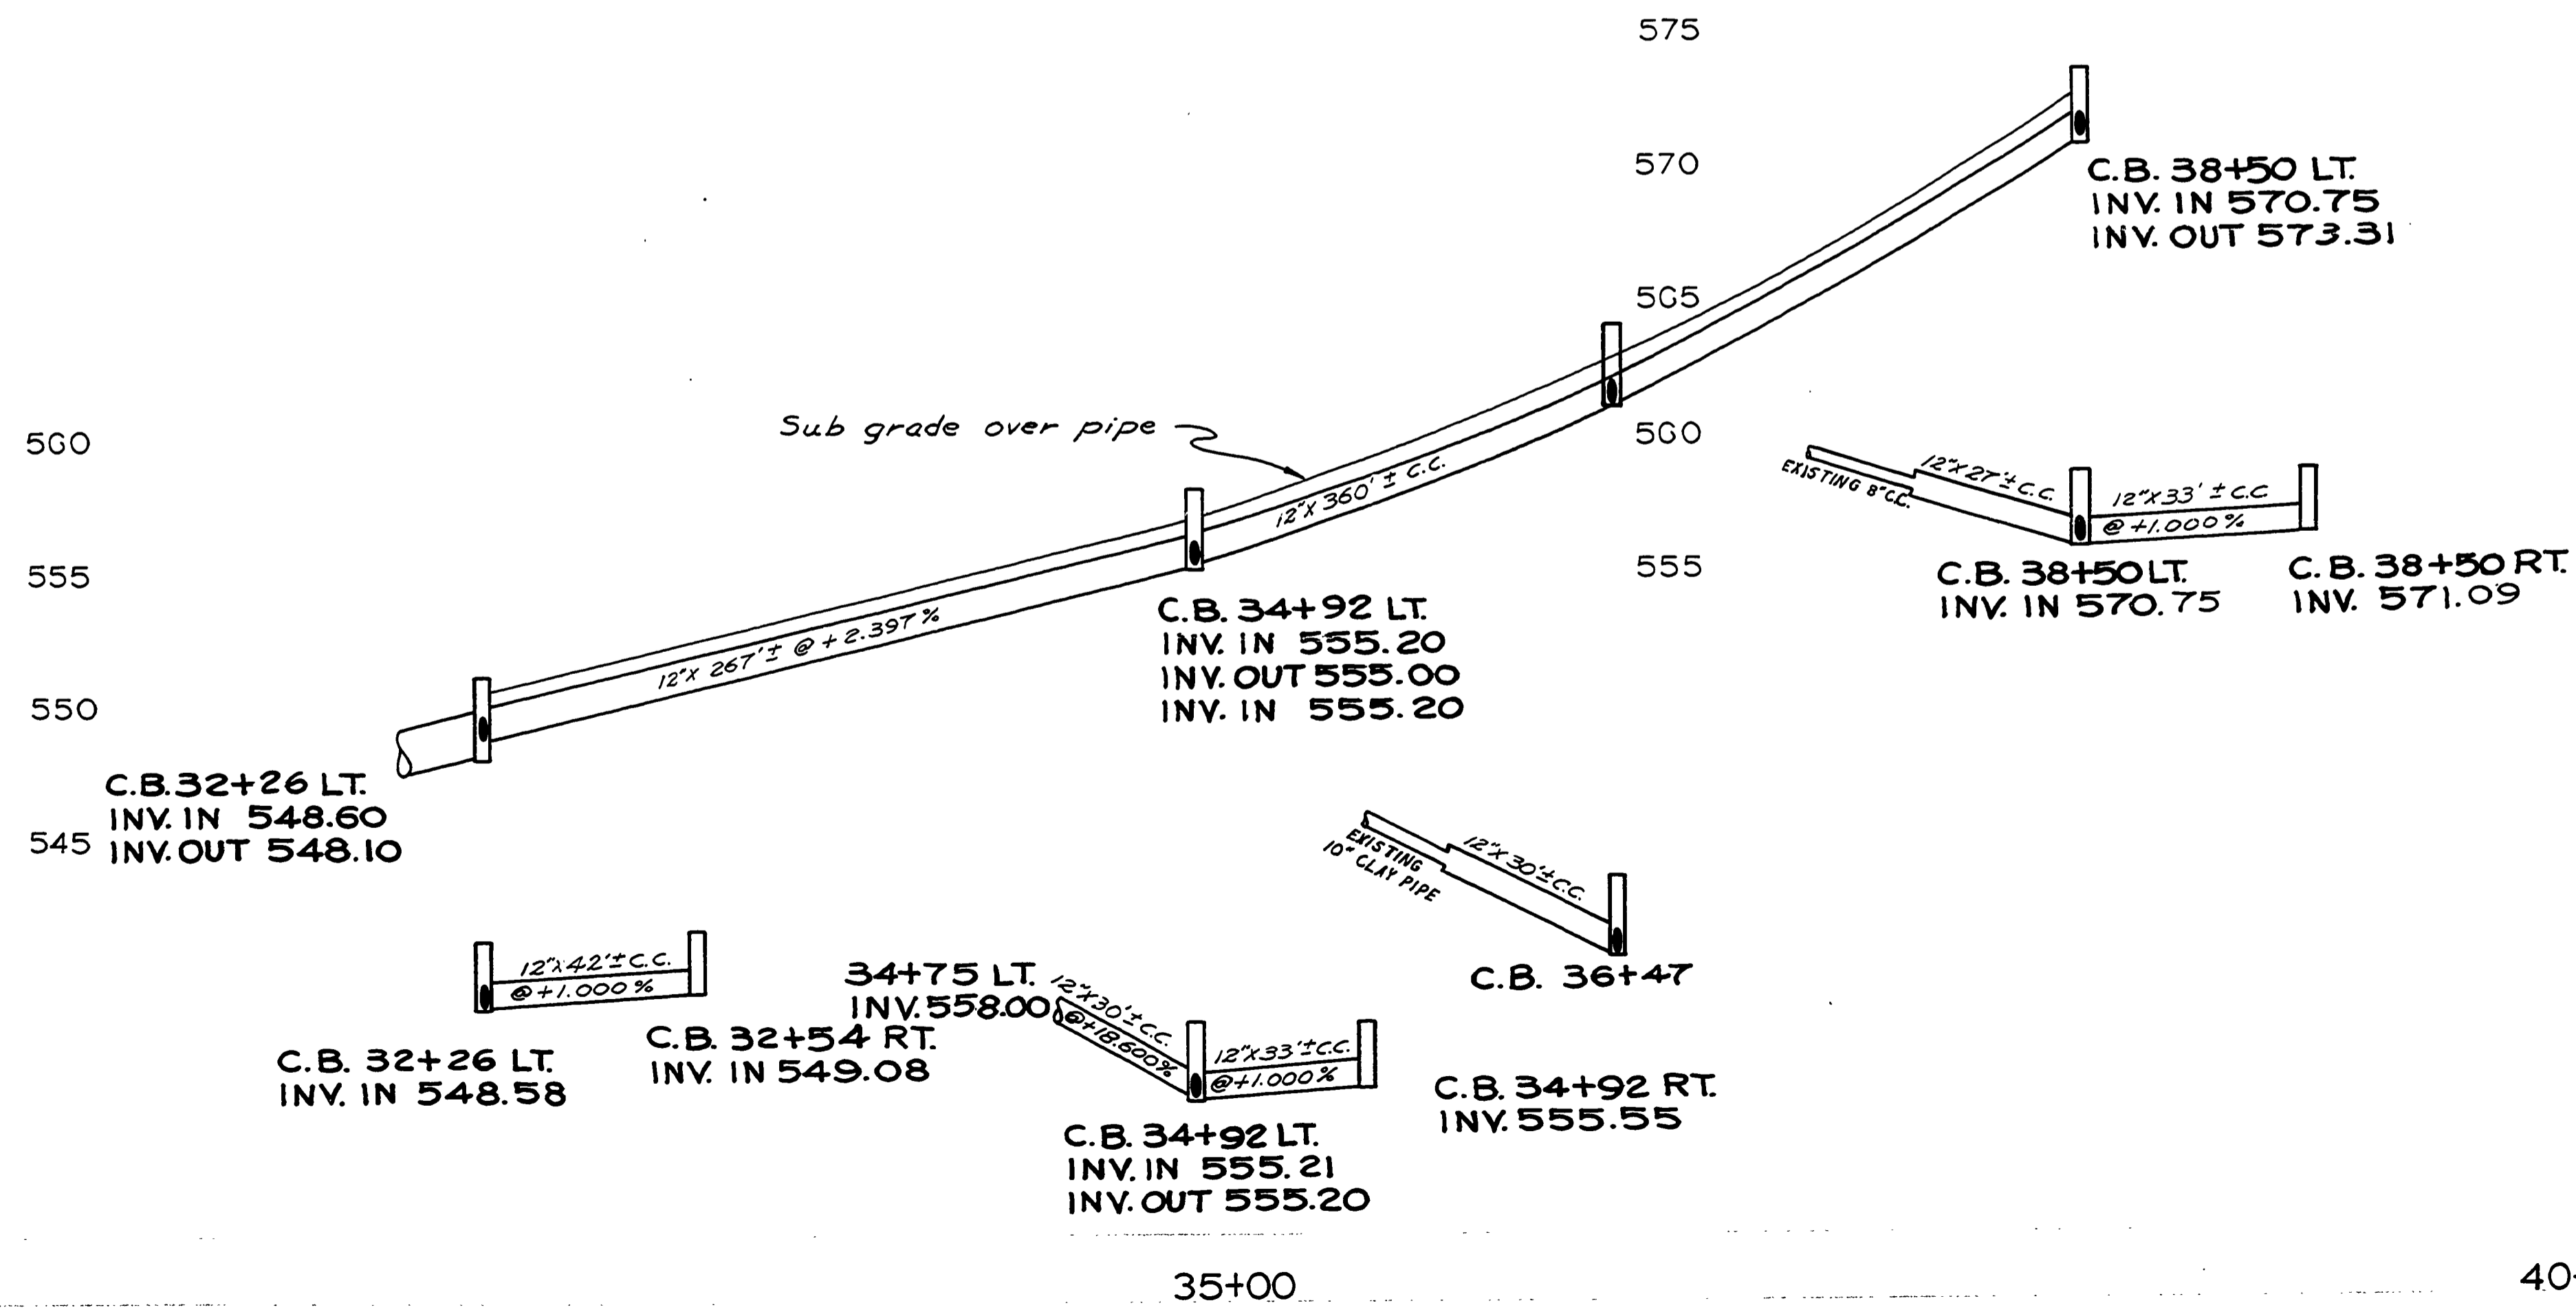 575
570
565
560
555
560
555
550
545
C.B. 38+50 LT.
INV. IN 570.75
INV. OUT 573.31
Sub grade over pipe
12"X 360' ± C.C.
12"X 267'± @ + 2.397 %
C.B. 34+92 LT.
INV. IN 555.20
INV. OUT 555.00
INV. IN 555.20
C.B. 32+26 LT.
INV. IN 548.60
INV. OUT 548.10
EXISTING 8" C.C.
12"X 27'± C.C.
12"X33' ± C.C
@ +1.000 %
C.B. 38+50 LT.
INV. IN 570.75
C.B. 38+50 RT.
INV. 571.09
EXISTING
10" CLAY PIPE
12"X 30'± C.C.
C.B. 36+47
12"X42'± C.C.
@ +1.000 %
C.B. 32+26 LT.
INV. IN 548.58
C.B. 32+54 RT.
INV. IN 549.08
34+75 LT.
INV. 558.00
12"X30'± C.C.
@+18.600%
12"X33'± C.C.
@+1.000 %
C.B. 34+92 LT.
INV. IN 555.21
INV. OUT 555.20
C.B. 34+92 RT.
INV. 555.55
35+00
40